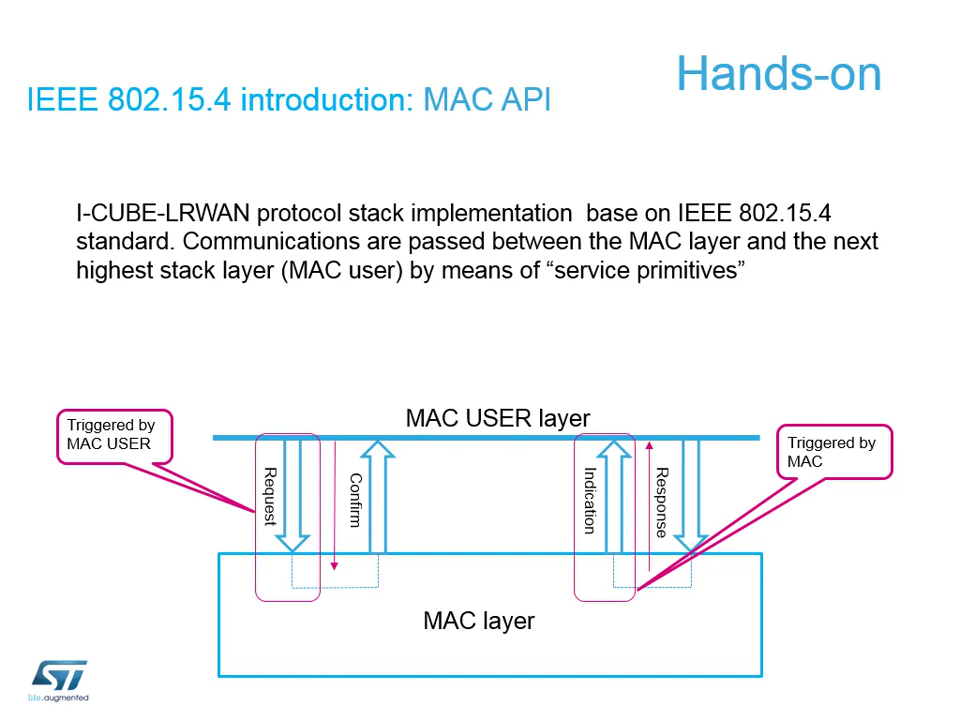 Hands-on
IEEE 802.15.4 introduction: MAC API
I-CUBE-LRWAN protocol stack implementation  base on IEEE 802.15.4
standard. Communications are passed between the MAC layer and the next
highest stack layer (MAC user) by means of “service primitives”
MAC USER layer
Triggered by
MAC USER
Triggered by
MAC
Request
Confirm
Indication
Response
MAC layer
ST
life.augmented